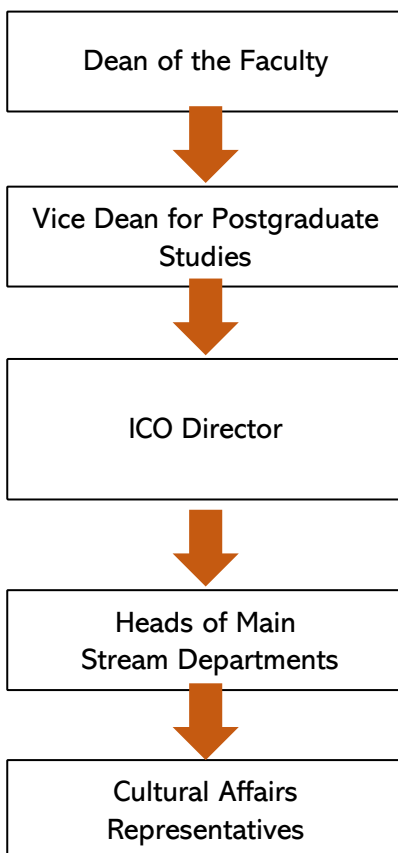 Dean of the Faculty
Vice Dean for Postgraduate
Studies
ICO Director
Heads of Main
Stream Departments
Cultural Affairs
Representatives